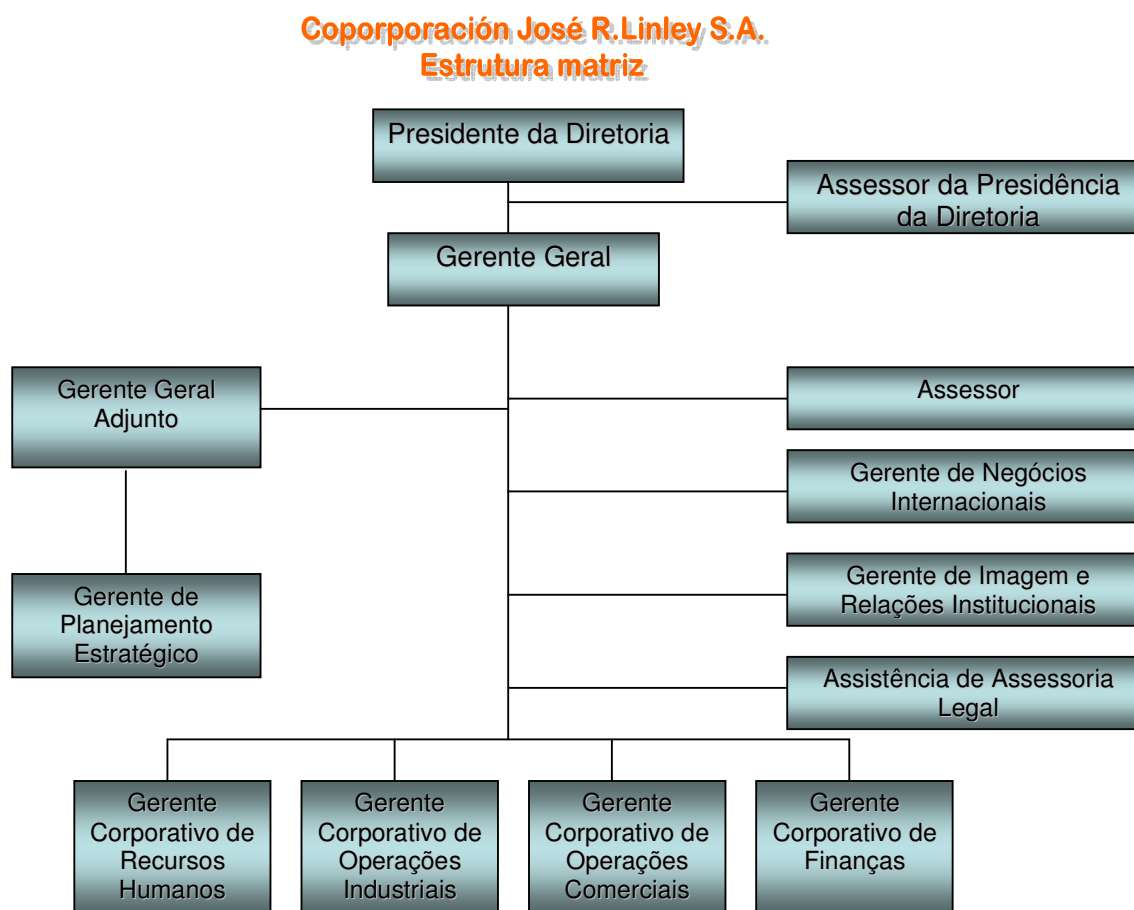 Coporporación José R.Linley S.A.
Estrutura matriz
Presidente da Diretoria
Assessor da Presidência
da Diretoria
Gerente Geral
Gerente Geral
Adjunto
Assessor
Gerente de Negócios
Internacionais
Gerente de Imagem e
Relações Institucionais
Gerente de
Planejamento
Estratégico
Assistência de Assessoria
Legal
Gerente
Corporativo de
Recursos
Humanos
Gerente
Corporativo de
Operações
Industriais
Gerente
Corporativo de
Operações
Comerciais
Gerente
Corporativo de
Finanças